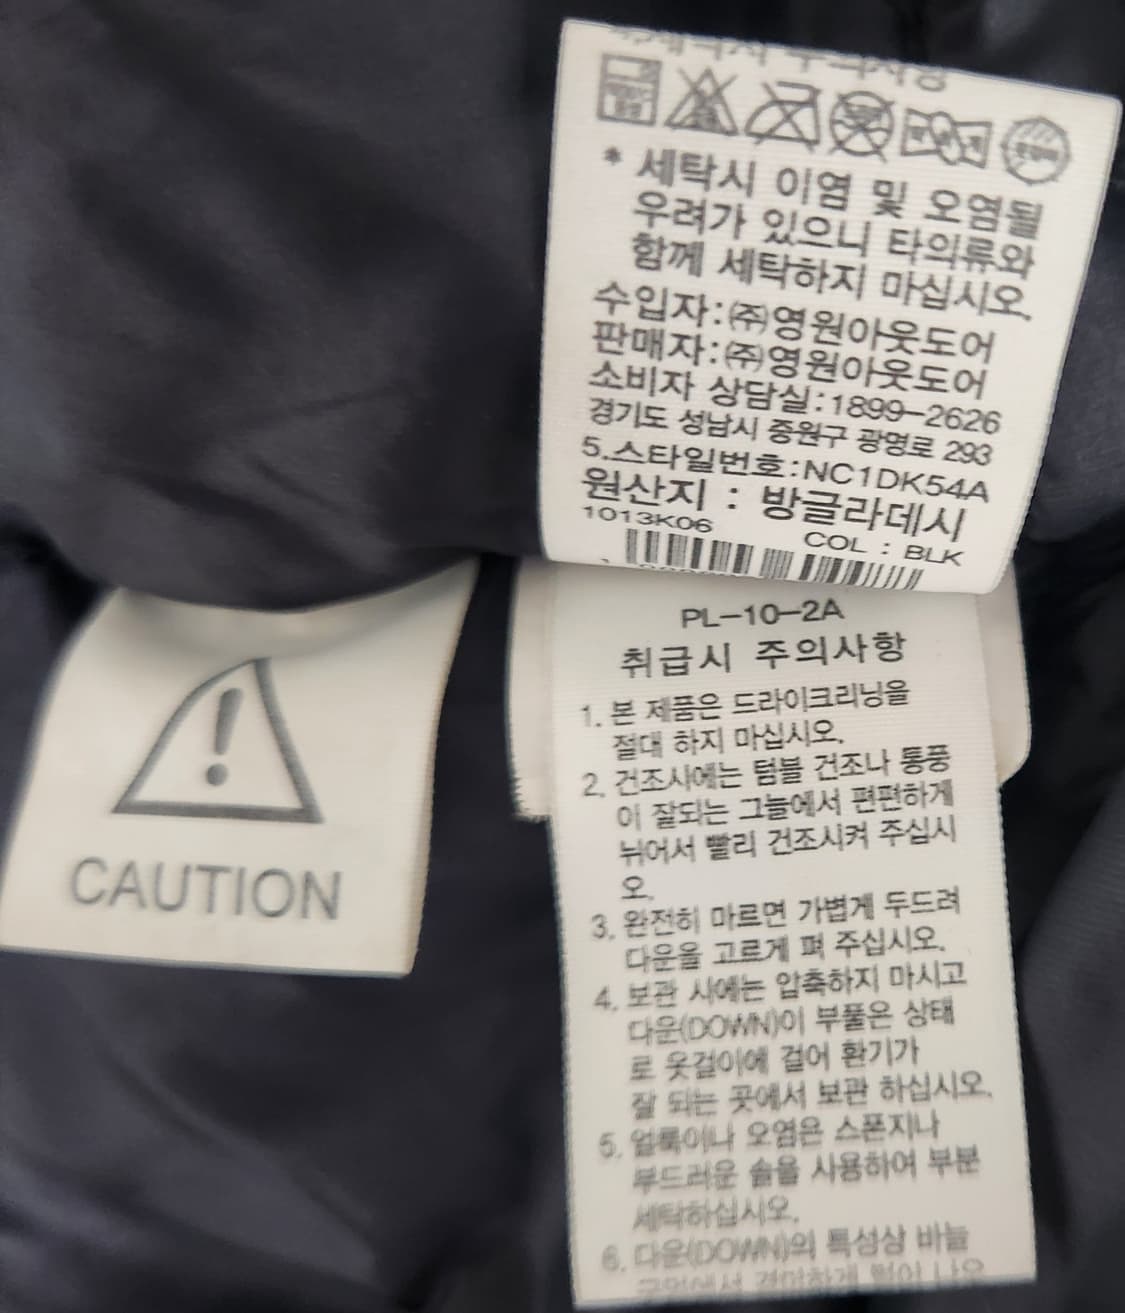 * 세탁시 이염 및 오염될
우려가 있으니 타의류와
함께 세탁하지 마십시오.
수입자:㈜영원아웃도어
판매자:㈜영원아웃도어
소비자 상담실:1899-2626
경기도 성남시 중원구 광명로 293
5.스타일번호:NC1DK54A
원산지 : 방글라데시
1013K06
COL : BLK
CAUTION
PL-10-2A
취급시 주의사항
1. 본 제품은 드라이크리닝을
절대 하지 마십시오.
2. 건조시에는 텀블 건조나 통풍
이 잘되는 그늘에서 편편하게
뉘어서 빨리 건조시켜 주십시
오.
3. 완전히 마르면 가볍게 두드려
다운을 고르게 펴 주십시오.
4. 보관 시에는 압축하지 마시고
다운(DOWN)이 부풀은 상태
로 옷걸이에 걸어 환기가
잘 되는 곳에서 보관 하십시오.
5. 얼룩이나 오염은 스폰지나
부드러운 솔을 사용하여 부분
세탁하십시오.
6. 다운(DOWN)의 특성상 바늘